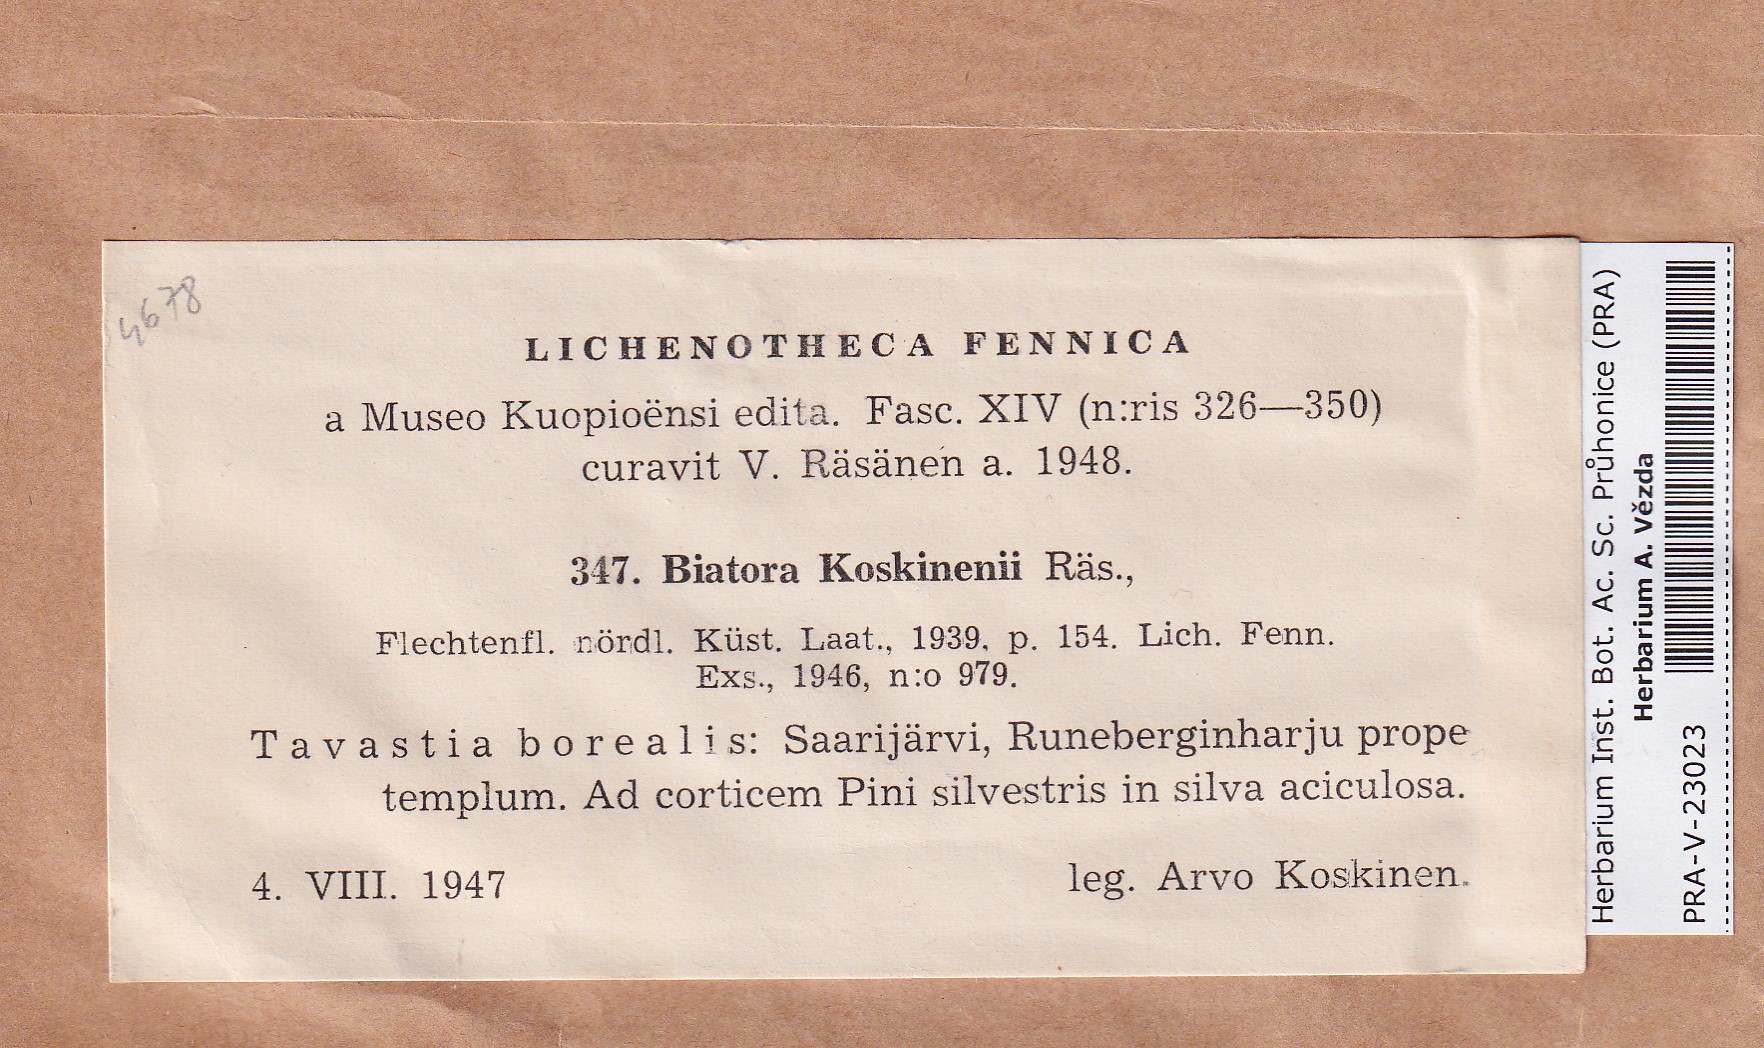 4678
LICHENOTHECA FENNICA
a Museo Kuopioënsi edita. Fasc. XIV (n:ris 326—350)
curavit V. Räsänen a. 1948.
347. Biatora Koskinenii Räs.,
Flechtenfl. nördl. Küst. Laat., 1939, p. 154. Lich. Fenn.
Exs., 1946, n:o 979.
Tavastia borealis: Saarijärvi, Runeberginharju prope
templum. Ad corticem Pini silvestris in silva aciculosa.
4. VIII. 1947 leg. Arvo Koskinen.
Herbarium Inst. Bot. Ac. Sc. Průhonice (PRA)
Herbarium A. Vězda
PRA-V-23023